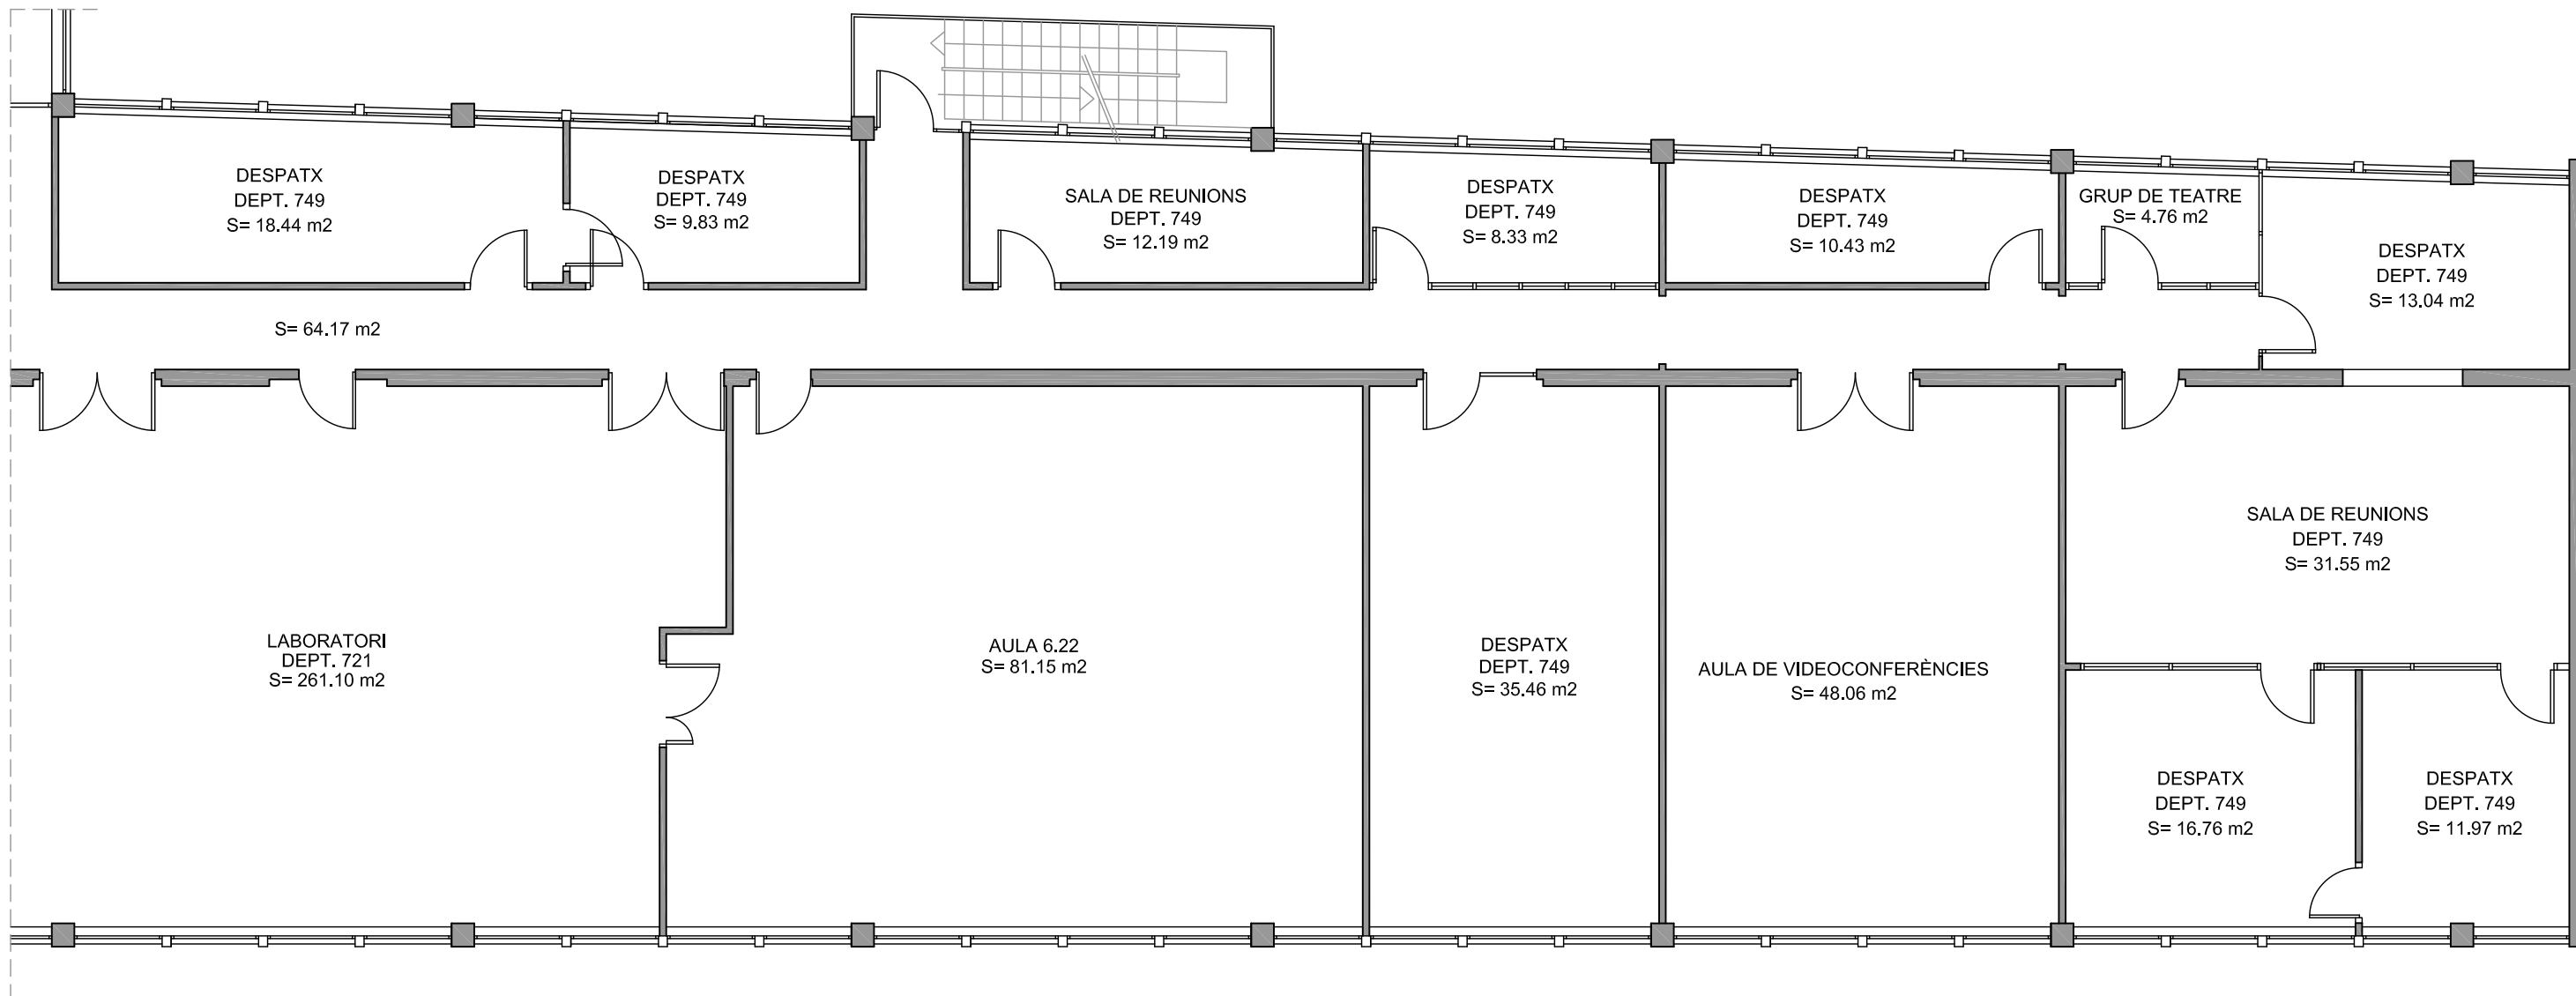 DESPATX
DEPT. 749
S= 18.44 m2
DESPATX
DEPT. 749
S= 9.83 m2
SALA DE REUNIONS
DEPT. 749
S= 12.19 m2
DESPATX
DEPT. 749
S= 8.33 m2
DESPATX
DEPT. 749
S= 10.43 m2
GRUP DE TEATRE
S= 4.76 m2
DESPATX
DEPT. 749
S= 13.04 m2
S= 64.17 m2
LABORATORI
DEPT. 721
S= 261.10 m2
AULA 6.22
S= 81.15 m2
DESPATX
DEPT. 749
S= 35.46 m2
AULA DE VIDEOCONFERÈNCIES
S= 48.06 m2
SALA DE REUNIONS
DEPT. 749
S= 31.55 m2
DESPATX
DEPT. 749
S= 16.76 m2
DESPATX
DEPT. 749
S= 11.97 m2